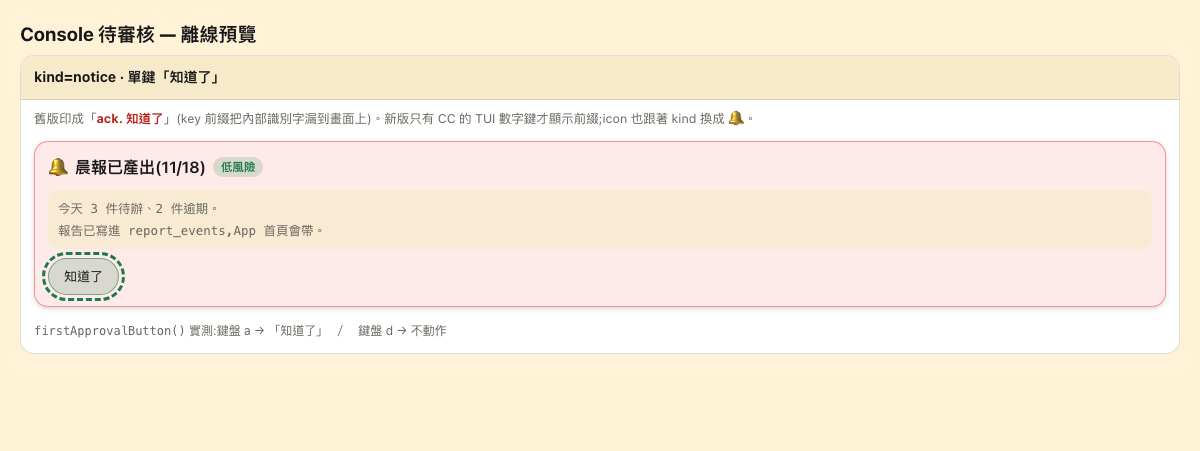 Console 待審核 — 離線預覽
kind=notice · 單鍵「知道了」
舊版印成「ack. 知道了」(key 前綴把內部識別字漏到畫面上)。新版只有 CC 的 TUI 數字鍵才顯示前綴;icon 也跟著 kind 換成 🔔。
🔔 晨報已產出(11/18) 低風險
今天 3 件待辦、2 件逾期。
報告已寫進 report_events,App 首頁會帶。
知道了
firstApprovalButton() 實測:鍵盤 a → 「知道了」 / 鍵盤 d → 不動作